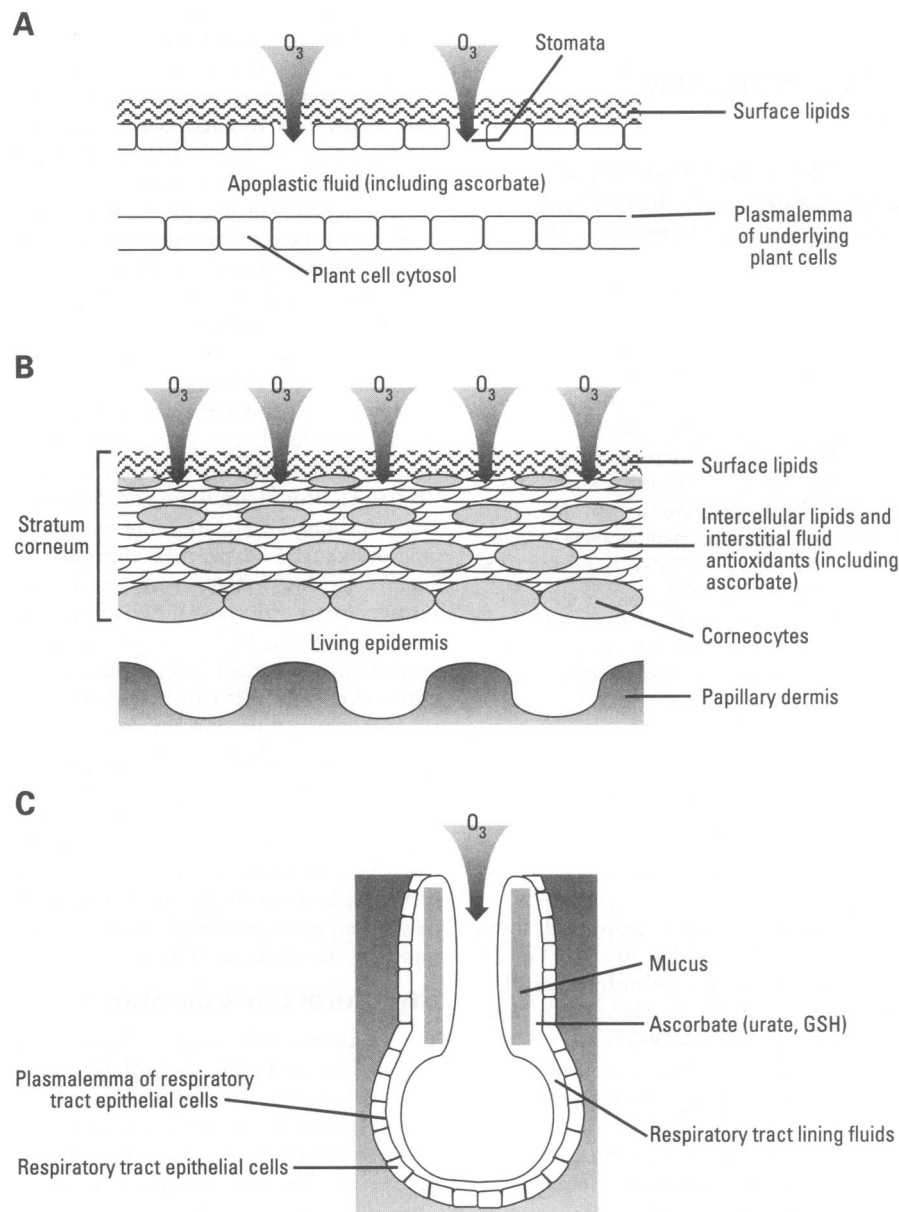 A
O3 O3 Stomata
Surface lipids
Apoplastic fluid (including ascorbate)
Plasmalemma
of underlying
plant cells
Plant cell cytosol
B
O3 O3 O3 O3 O3
Surface lipids
Stratum
corneum
Intercellular lipids and
interstitial fluid
antioxidants (including
ascorbate)
Corneocytes
Living epidermis
Papillary dermis
C
O3
Mucus
Ascorbate (urate, GSH)
Plasmalemma of respiratory
tract epithelial cells
Respiratory tract lining fluids
Respiratory tract epithelial cells